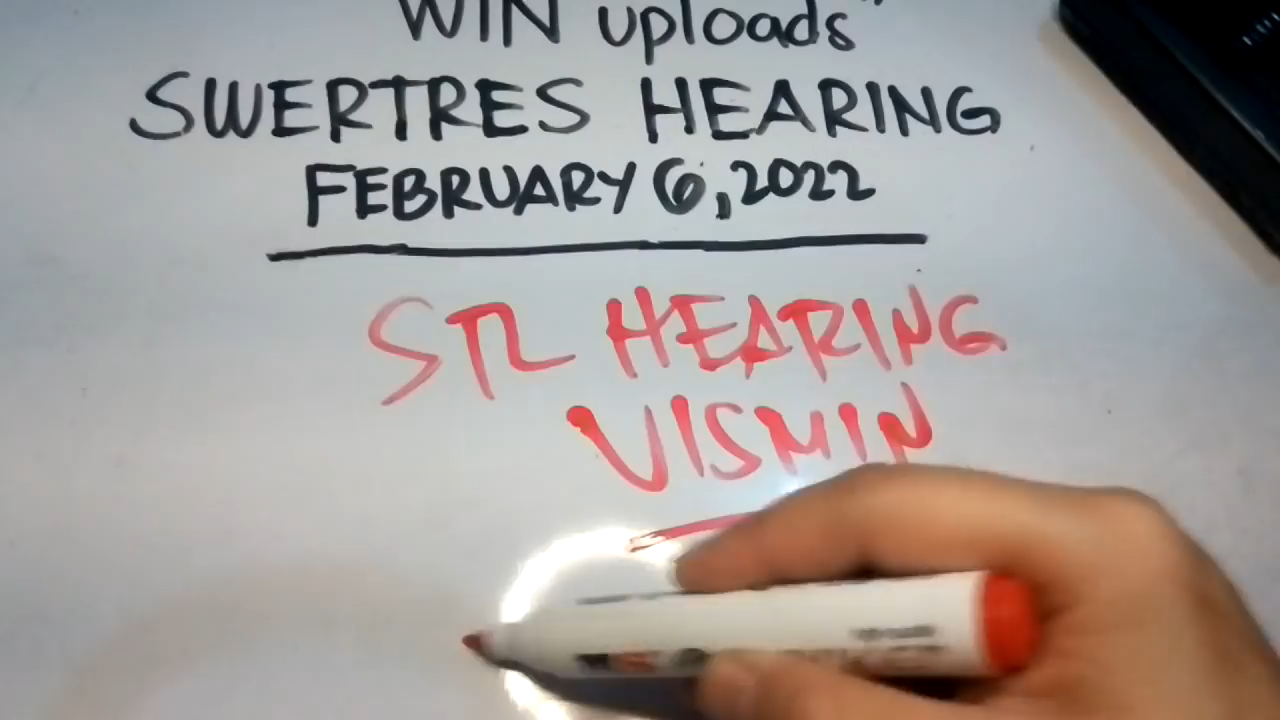 WIN uploads"
SWERTRES HEARING
FEBRUARY 6, 2022
STL HEARING
VISMIN